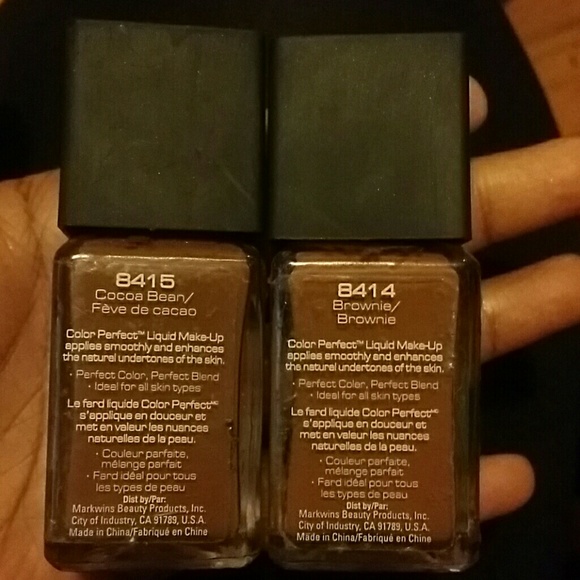 8415
Cocoa Bean/
Fève de cacao
Color Perfect™ Liquid Make-Up
applies smoothly and enhances
the natural undertones of the skin.
• Perfect Color, Perfect Blend
• Ideal for all skin types
Le fard liquide Color Perfect MC
s'applique en douceur et
met en valeur les nuances
naturelles de la peau.
• Couleur parfaite,
mélange parfait
• Fard idéal pour tous
les types de peau
Dist by/Par:
Markwins Beauty Products, Inc.
City of Industry, CA 91789, U.S.A.
Made in China/Fabriqué en Chine
8414
Brownie/
Brownie
Color Perfect™ Liquid Make-Up
applies smoothly and enhances
the natural undertones of the skin.
• Perfect Color, Perfect Blend
• Ideal for all skin types
Le fard liquide Color Perfect MC
s'applique en douceur et
met en valeur les nuances
naturelles de la peau.
• Couleur parfaite,
mélange parfait
• Fard idéal pour tous
les types de peau
Dist by/Par:
Markwins Beauty Products, Inc.
City of Industry, CA 91789, U.S.A.
Made in China/Fabriqué en Chine